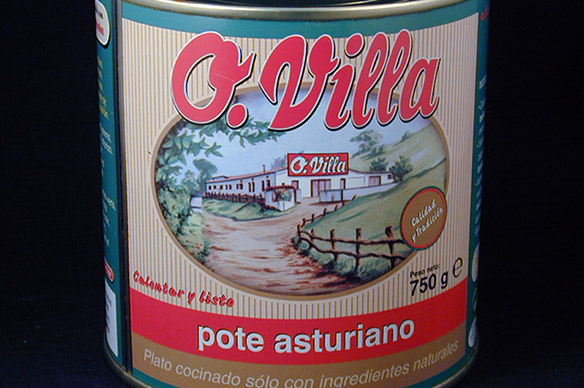 O. Villa
O. Villa
Calidad
y Tradición
Calentar y listo
Peso neto:
750 g e
pote asturiano
Plato cocinado sólo con ingredientes naturales